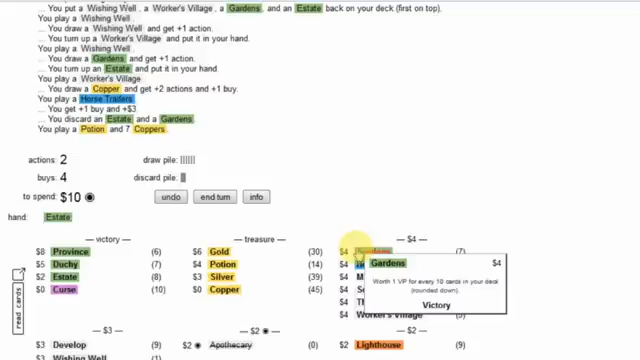 ... You put a Wishing Well , a Worker's Village , a Gardens , and an Estate back on your deck (first on top).
You play a Wishing Well .
... You draw a Wishing Well and get +1 action.
... You turn up a Worker's Village and put it in your hand.
You play a Wishing Well .
... You draw a Gardens and get +1 action.
... You turn up an Estate and put it in your hand.
You play a Worker's Village .
... You draw a Copper and get +2 actions and +1 buy.
You play a Horse Traders .
... You get +1 buy and +$3.
... You discard an Estate and a Gardens .
You play a Potion and 7 Coppers .
actions: 2 draw pile:
buys: 4 discard pile:
to spend: $10 undo end turn info
hand: Estate
— victory — — treasure — — $4 —
$8 Province (6) $6 Gold (30) $4 (7)
$5 Duchy (8) $4 Potion (14) $4
$2 Estate (8) $3 Silver (39) $4
$0 Curse (10) $0 Copper (45) $4
$4
$4 Worker's Village
Gardens $4
Worth 1 VP for every 10 cards in your deck
(rounded down).
Victory
read cards
— $3 — — $2 — — $2 —
$3 Develop (9) $2 Apothecary (0) $2 Lighthouse (9)
$3 Wishing Well